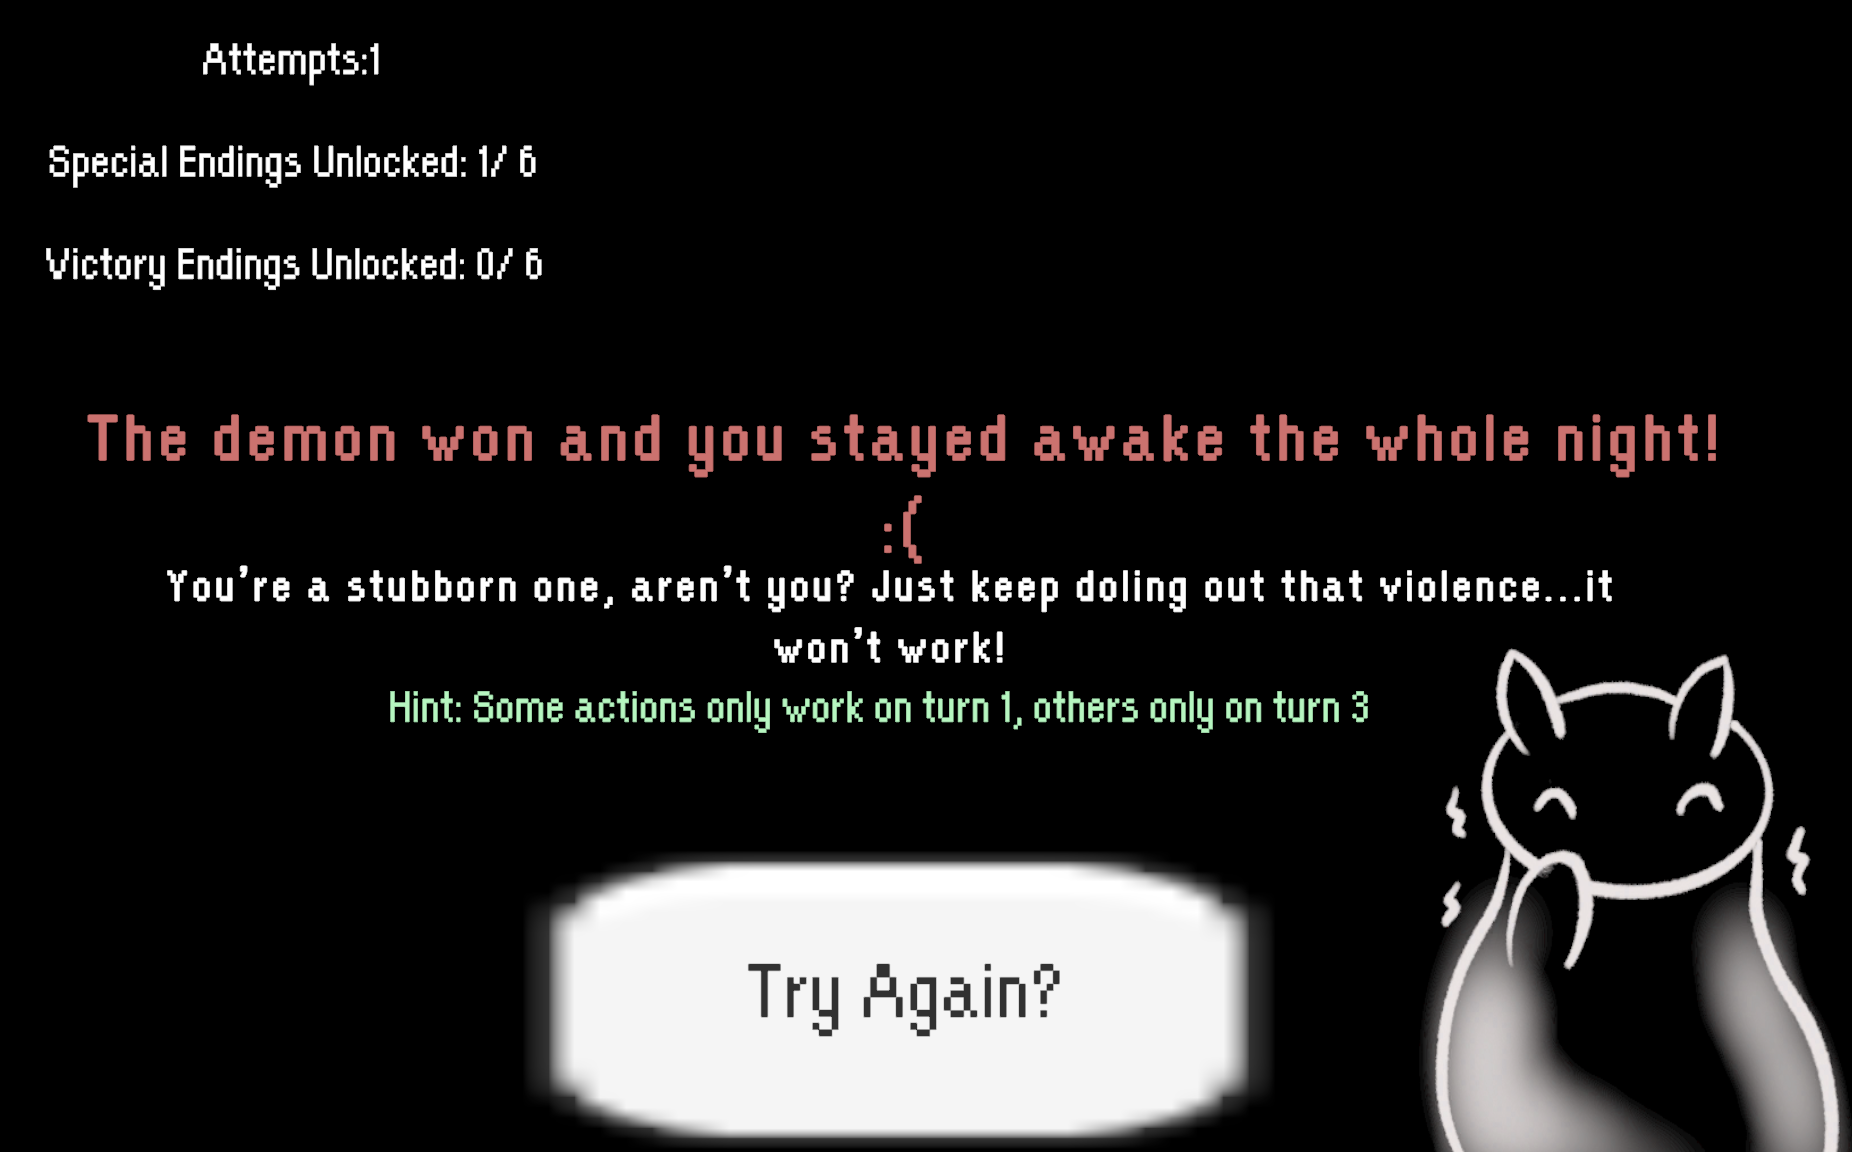 Attempts:1
Special Endings Unlocked: 1/ 6
Victory Endings Unlocked: 0/ 6
The demon won and you stayed awake the whole night!
:(
You're a stubborn one, aren't you? Just keep doling out that violence...it
won't work!
Hint: Some actions only work on turn 1, others only on turn 3
Try Again?